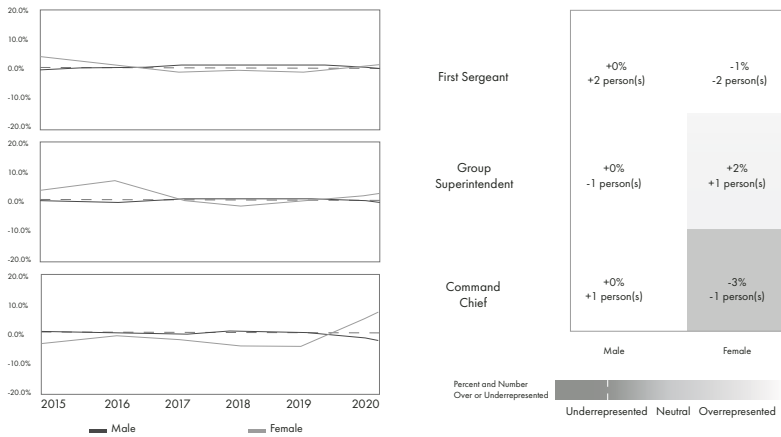 20.0%
10.0%
0.0%
-10.0%
-20.0%
20.0%
10.0%
0.0%
-10.0%
-20.0%
20.0%
10.0%
0.0%
-10.0%
-20.0%
2015 2016 2017 2018 2019 2020
Male Female
First Sergeant
+0%
+2 person(s)
-1%
-2 person(s)
Group
Superintendent
+0%
-1 person(s)
+2%
+1 person(s)
Command
Chief
+0%
+1 person(s)
-3%
-1 person(s)
Male Female
Percent and Number
Over or Underrepresented
Underrepresented Neutral Overrepresented